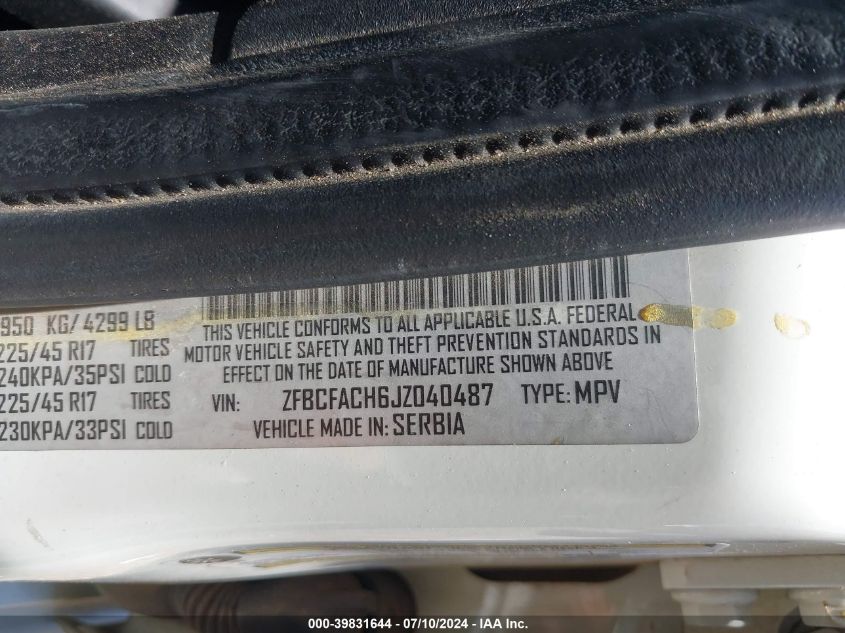 950 KG/ 4299 LB
225/45 R17 TIRES
240KPA/35PSI COLD
225/45 R17 TIRES
230KPA/33PSI COLD
THIS VEHICLE CONFORMS TO ALL APPLICABLE U.S.A. FEDERAL
MOTOR VEHICLE SAFETY AND THEFT PREVENTION STANDARDS IN
EFFECT ON THE DATE OF MANUFACTURE SHOWN ABOVE
VIN: ZFBCFACH6JZ040487 TYPE: MPV
VEHICLE MADE IN: SERBIA
000-39831644 - 07/10/2024 - IAAI.com